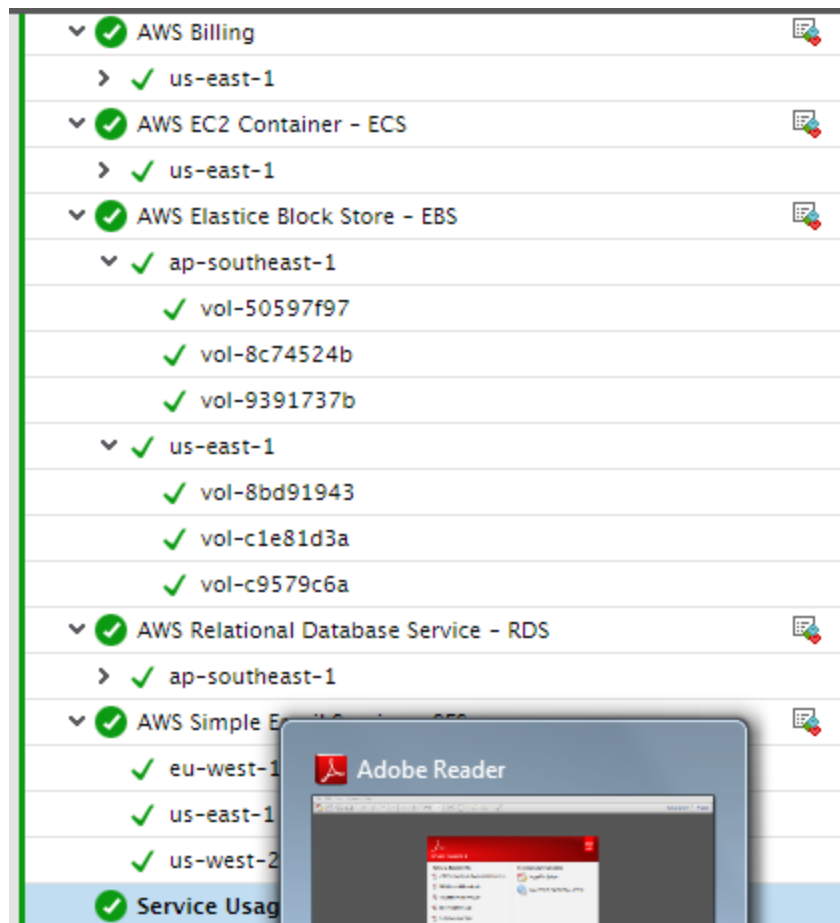 AWS Billing
us-east-1
AWS EC2 Container - ECS
us-east-1
AWS Elastice Block Store - EBS
ap-southeast-1
vol-50597f97
vol-8c74524b
vol-9391737b
us-east-1
vol-8bd91943
vol-c1e81d3a
vol-c9579c6a
AWS Relational Database Service - RDS
ap-southeast-1
AWS Simple
eu-west-1
us-east-1
us-west-2
Adobe Reader
Service Usag